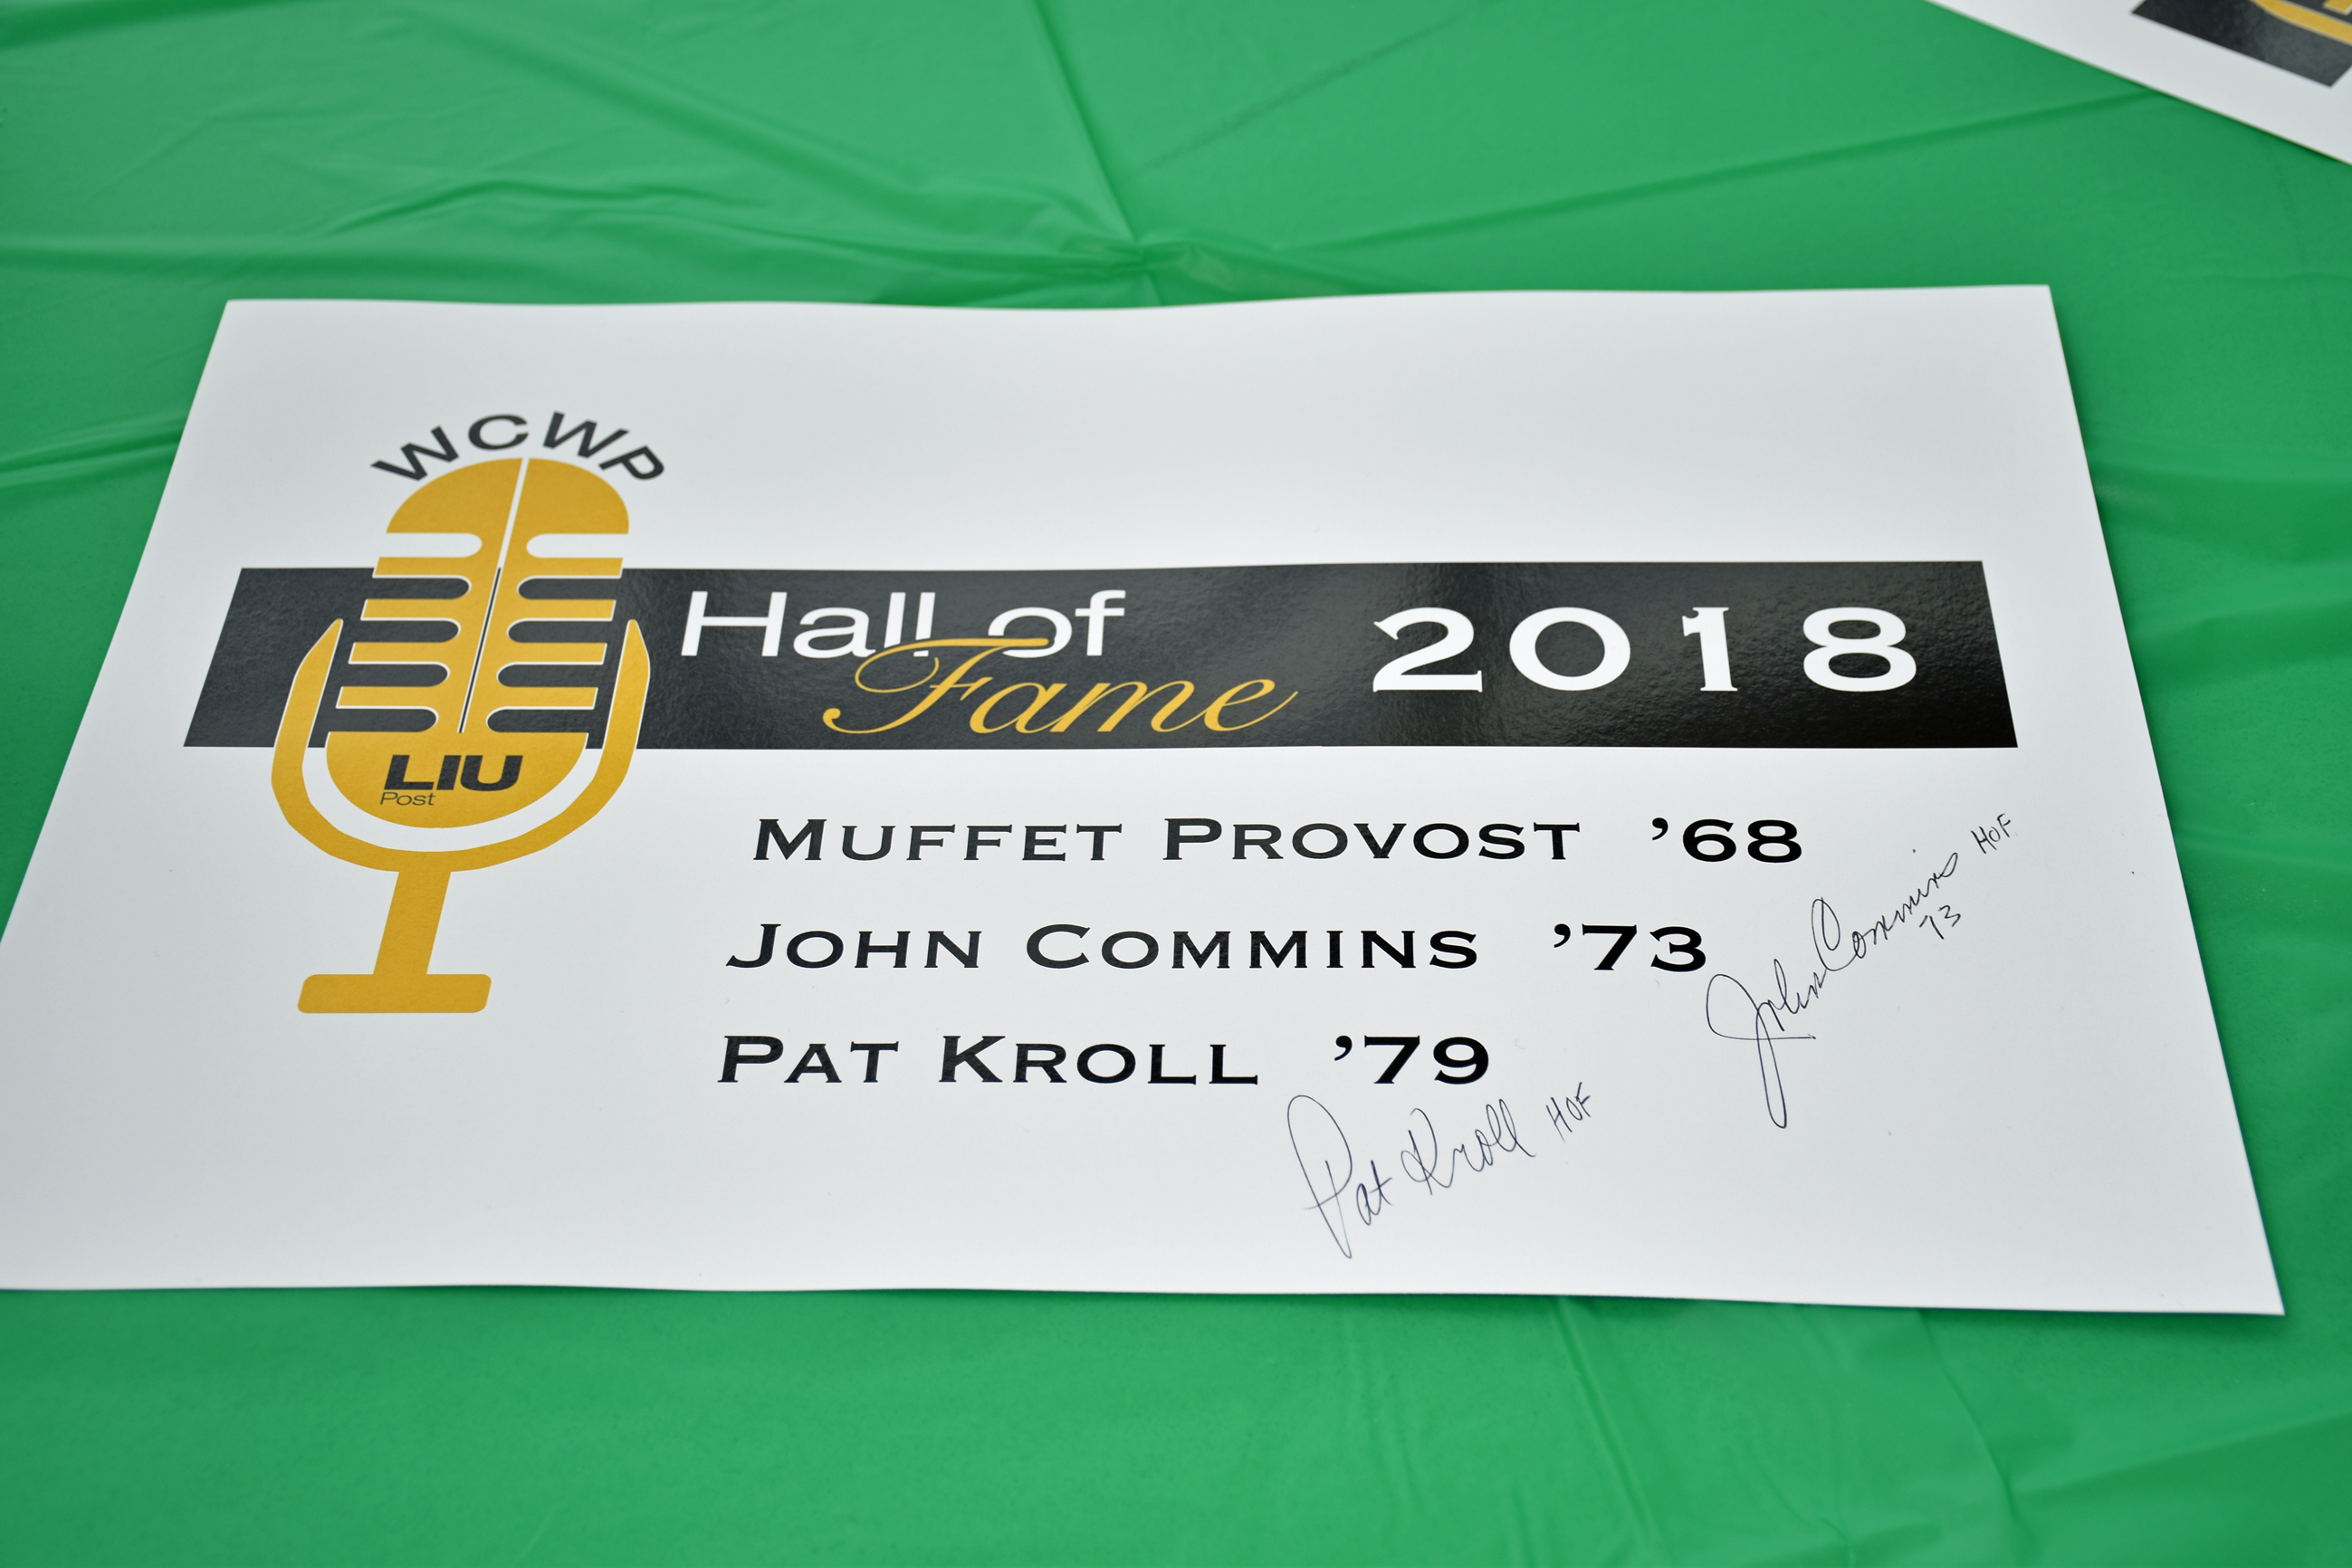 WCWP
Hall of
Fame
2018
LIU
Post
MUFFET PROVOST ’68
JOHN COMMINS ’73
PAT KROLL ’79
John Commins HOF
73
Pat Kroll HOF